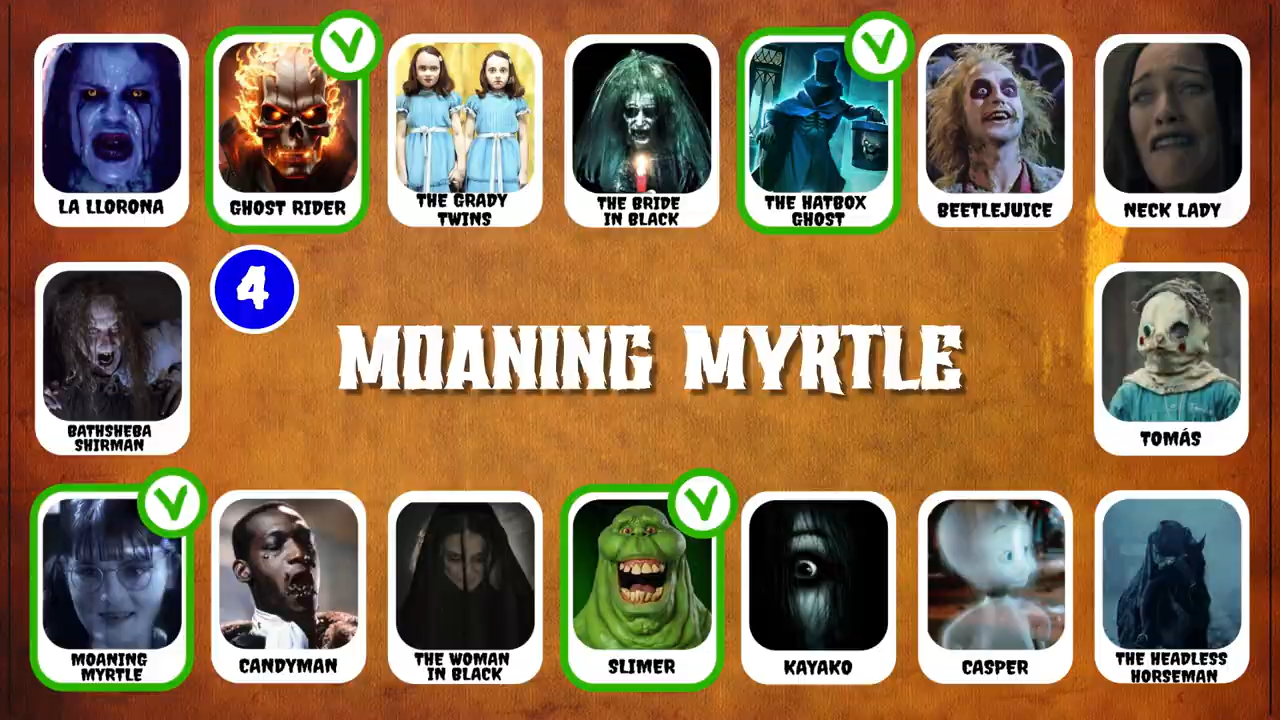 LA LLORONA
GHOST RIDER
THE GRADY
TWINS
THE BRIDE
IN BLACK
THE HATBOX
GHOST
BEETLEJUICE
NECK LADY
BATHSHEBA
SHIRMAN
4
MOANING MYRTLE
TOMÁS
MOANING
MYRTLE
CANDYMAN
THE WOMAN
IN BLACK
SLIMER
KAYAKO
CASPER
THE HEADLESS
HORSEMAN